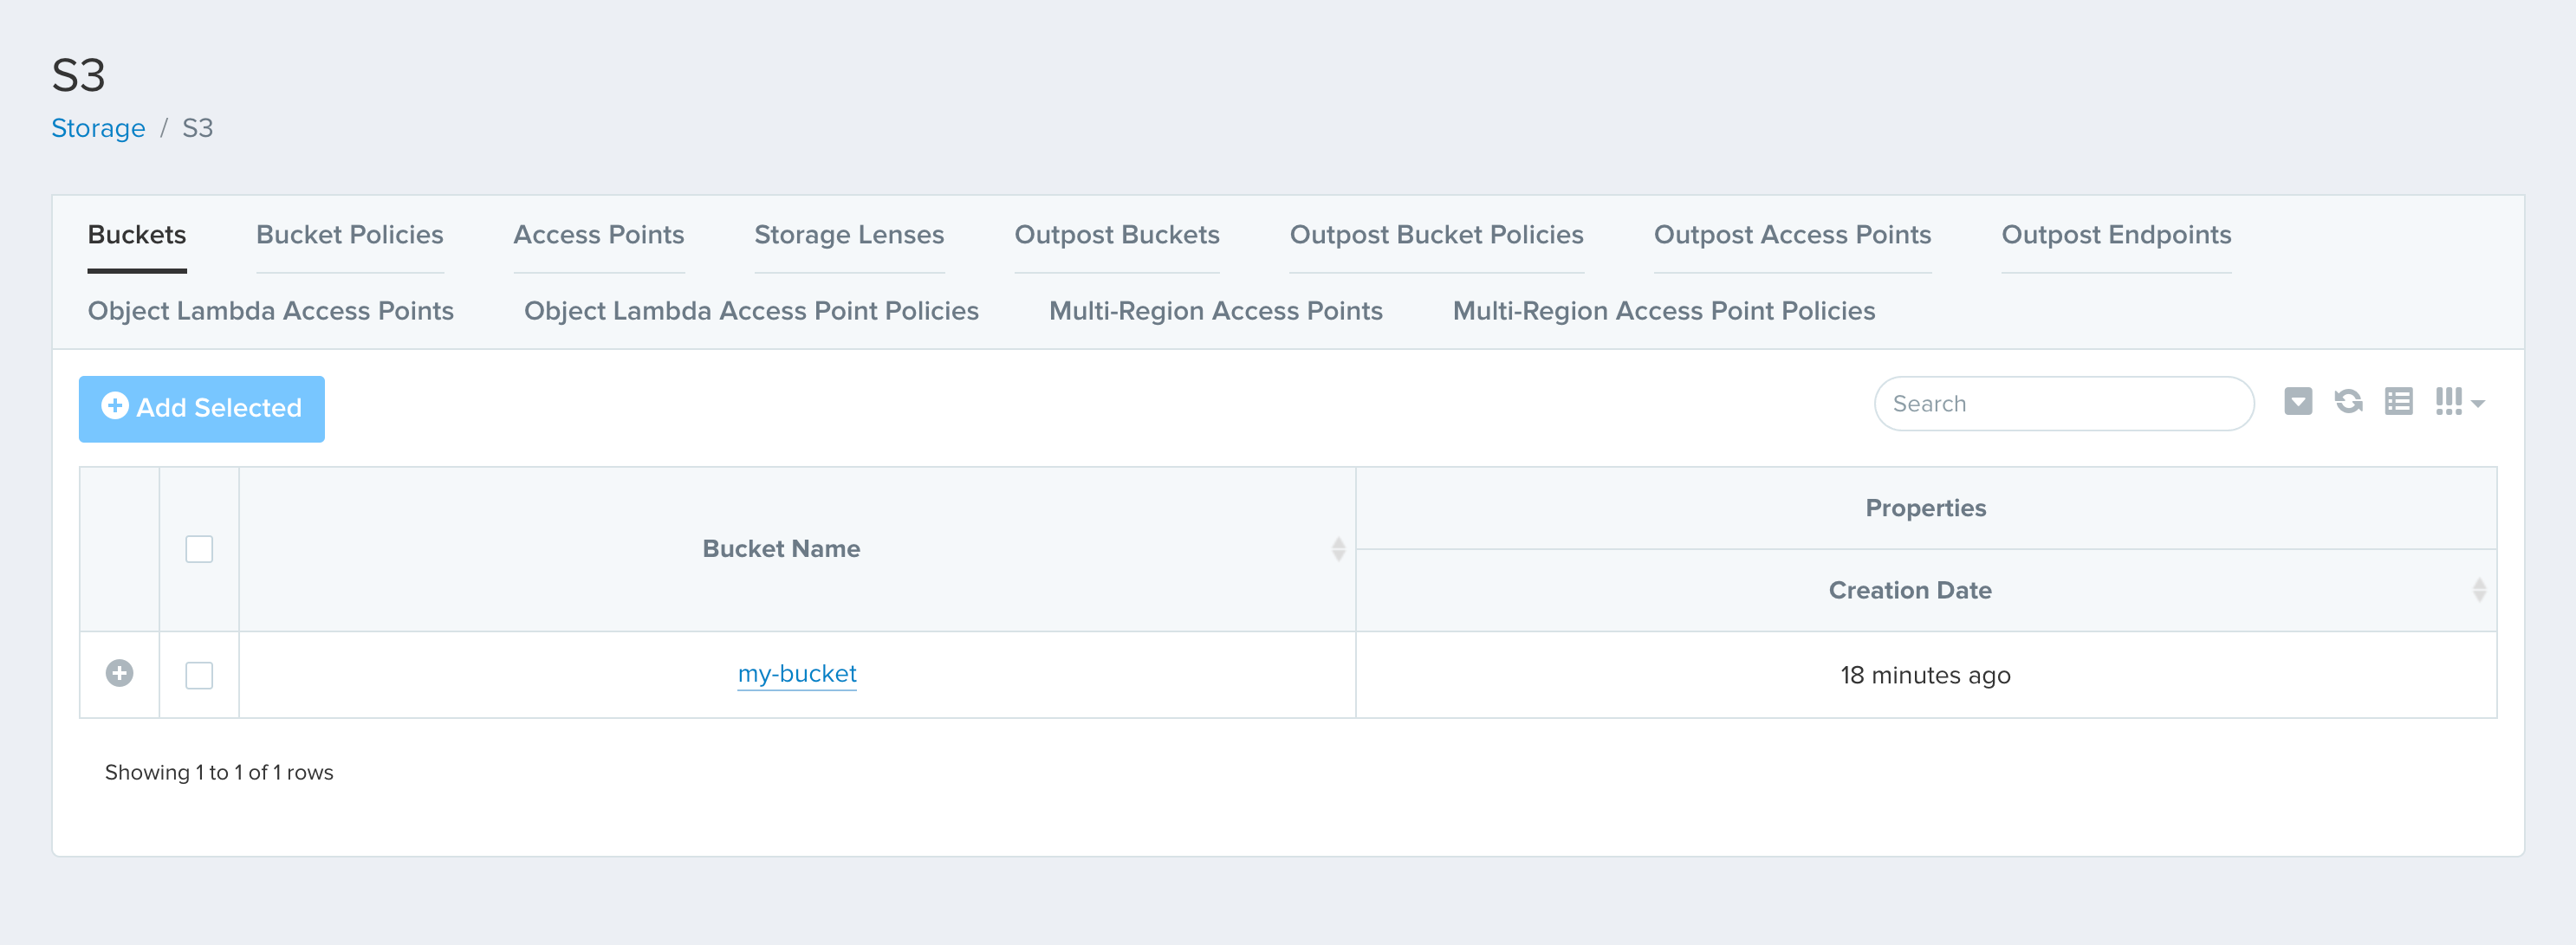 S3
Storage / S3
Buckets Bucket Policies Access Points Storage Lenses Outpost Buckets Outpost Bucket Policies Outpost Access Points Outpost Endpoints
Object Lambda Access Points Object Lambda Access Point Policies Multi-Region Access Points Multi-Region Access Point Policies
Add Selected Search
Properties
Bucket Name
Creation Date
my-bucket 18 minutes ago
Showing 1 to 1 of 1 rows